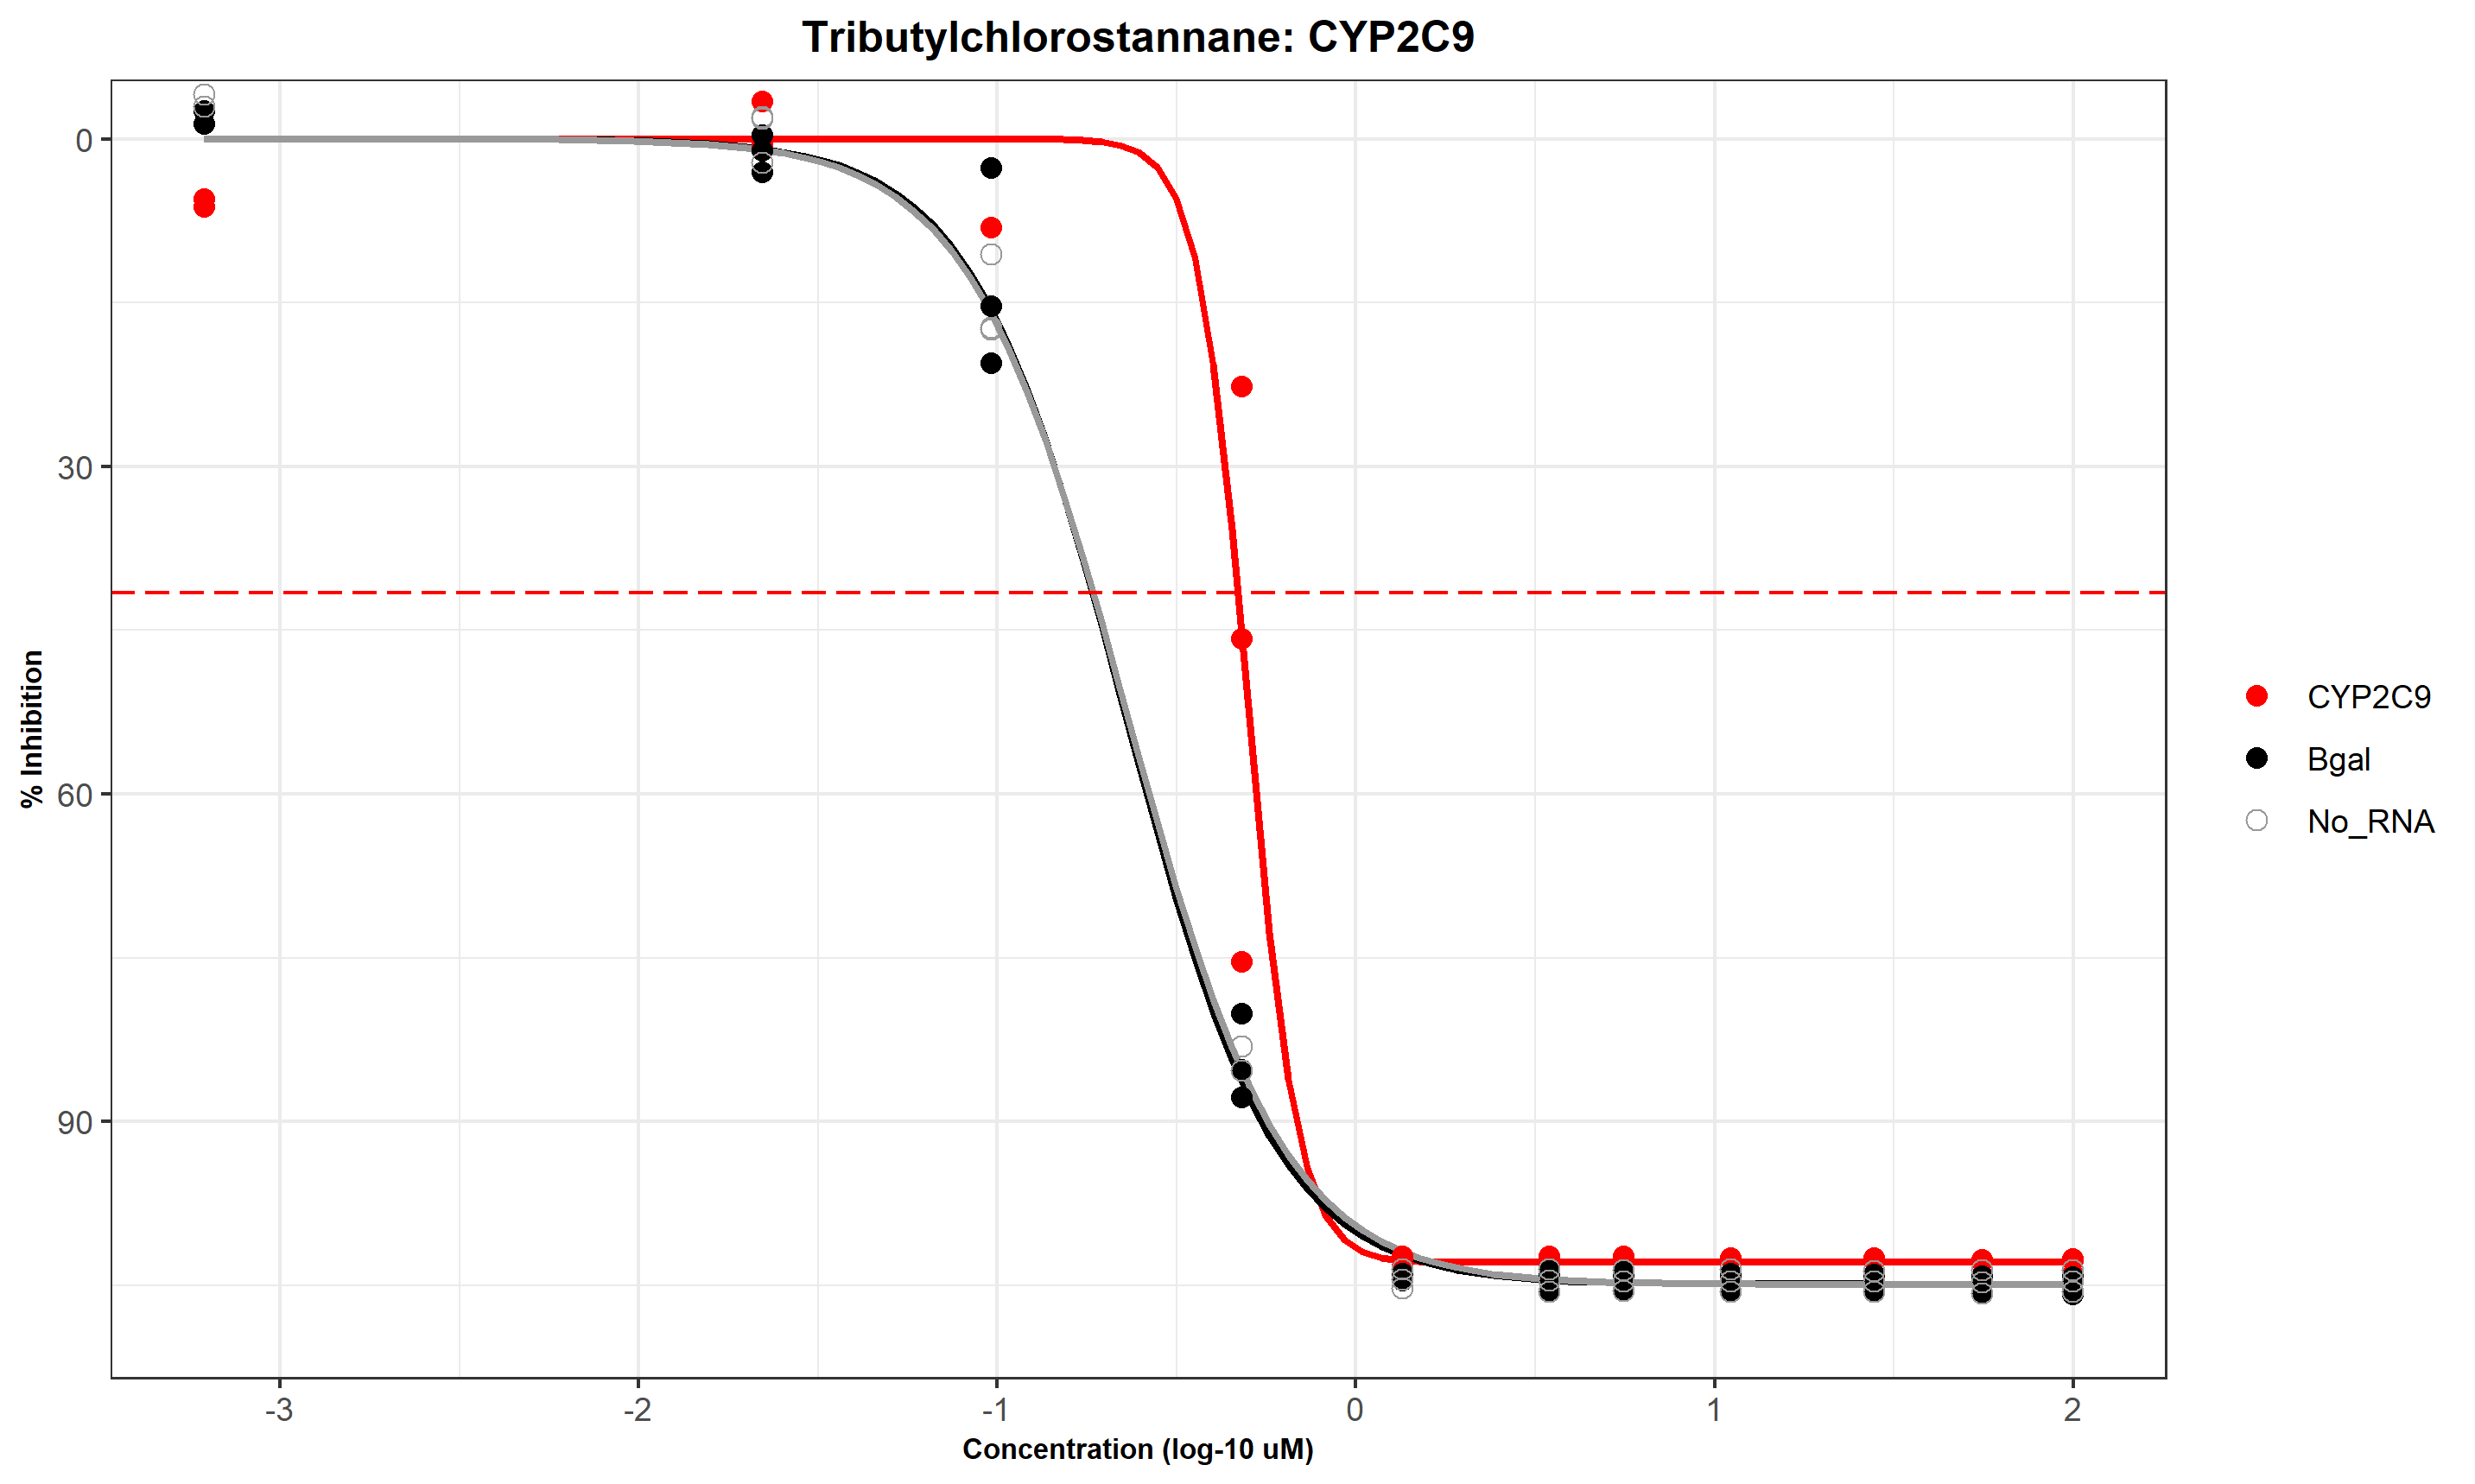 Tributylchlorostannane: CYP2C9
0
30
60
90
% Inhibition
-3
-2
-1
0
1
2
Concentration (log-10 uM)
CYP2C9
Bgal
No_RNA